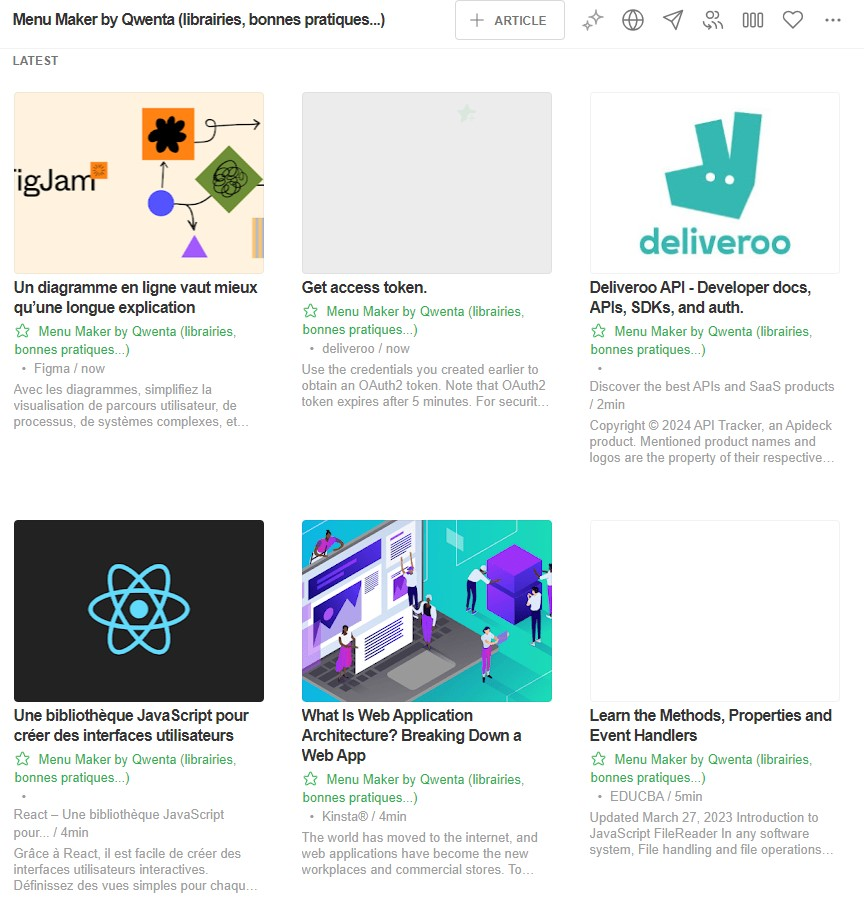 Menu Maker by Qwenta (librairies, bonnes pratiques...)
ARTICLE
LATEST
igJam
Un diagramme en ligne vaut mieux
qu’une longue explication
Menu Maker by Qwenta (librairies,
bonnes pratiques...)
• Figma / now
Avec les diagrammes, simplifiez la
visualisation de parcours utilisateur, de
processus, de systèmes complexes, et…
Get access token.
Menu Maker by Qwenta (librairies,
bonnes pratiques...)
• deliveroo / now
Use the credentials you created earlier to
obtain an OAuth2 token. Note that OAuth2
token expires after 5 minutes. For securit…
deliveroo
Deliveroo API - Developer docs,
APIs, SDKs, and auth.
Menu Maker by Qwenta (librairies,
bonnes pratiques...)
•
Discover the best APIs and SaaS products
/ 2min
Copyright © 2024 API Tracker, an Apideck
product. Mentioned product names and
logos are the property of their respective…
Une bibliothèque JavaScript pour
créer des interfaces utilisateurs
Menu Maker by Qwenta (librairies,
bonnes pratiques...)
•
React – Une bibliothèque JavaScript
pour... / 4min
Grâce à React, il est facile de créer des
interfaces utilisateurs interactives.
Définissez des vues simples pour chaqu…
What Is Web Application
Architecture? Breaking Down a
Web App
Menu Maker by Qwenta (librairies,
bonnes pratiques...)
• Kinsta® / 4min
The world has moved to the internet, and
web applications have become the new
workplaces and commercial stores. To…
Learn the Methods, Properties and
Event Handlers
Menu Maker by Qwenta (librairies,
bonnes pratiques...)
• EDUCBA / 5min
Updated March 27, 2023 Introduction to
JavaScript FileReader In any software
system, File handling and file operations…